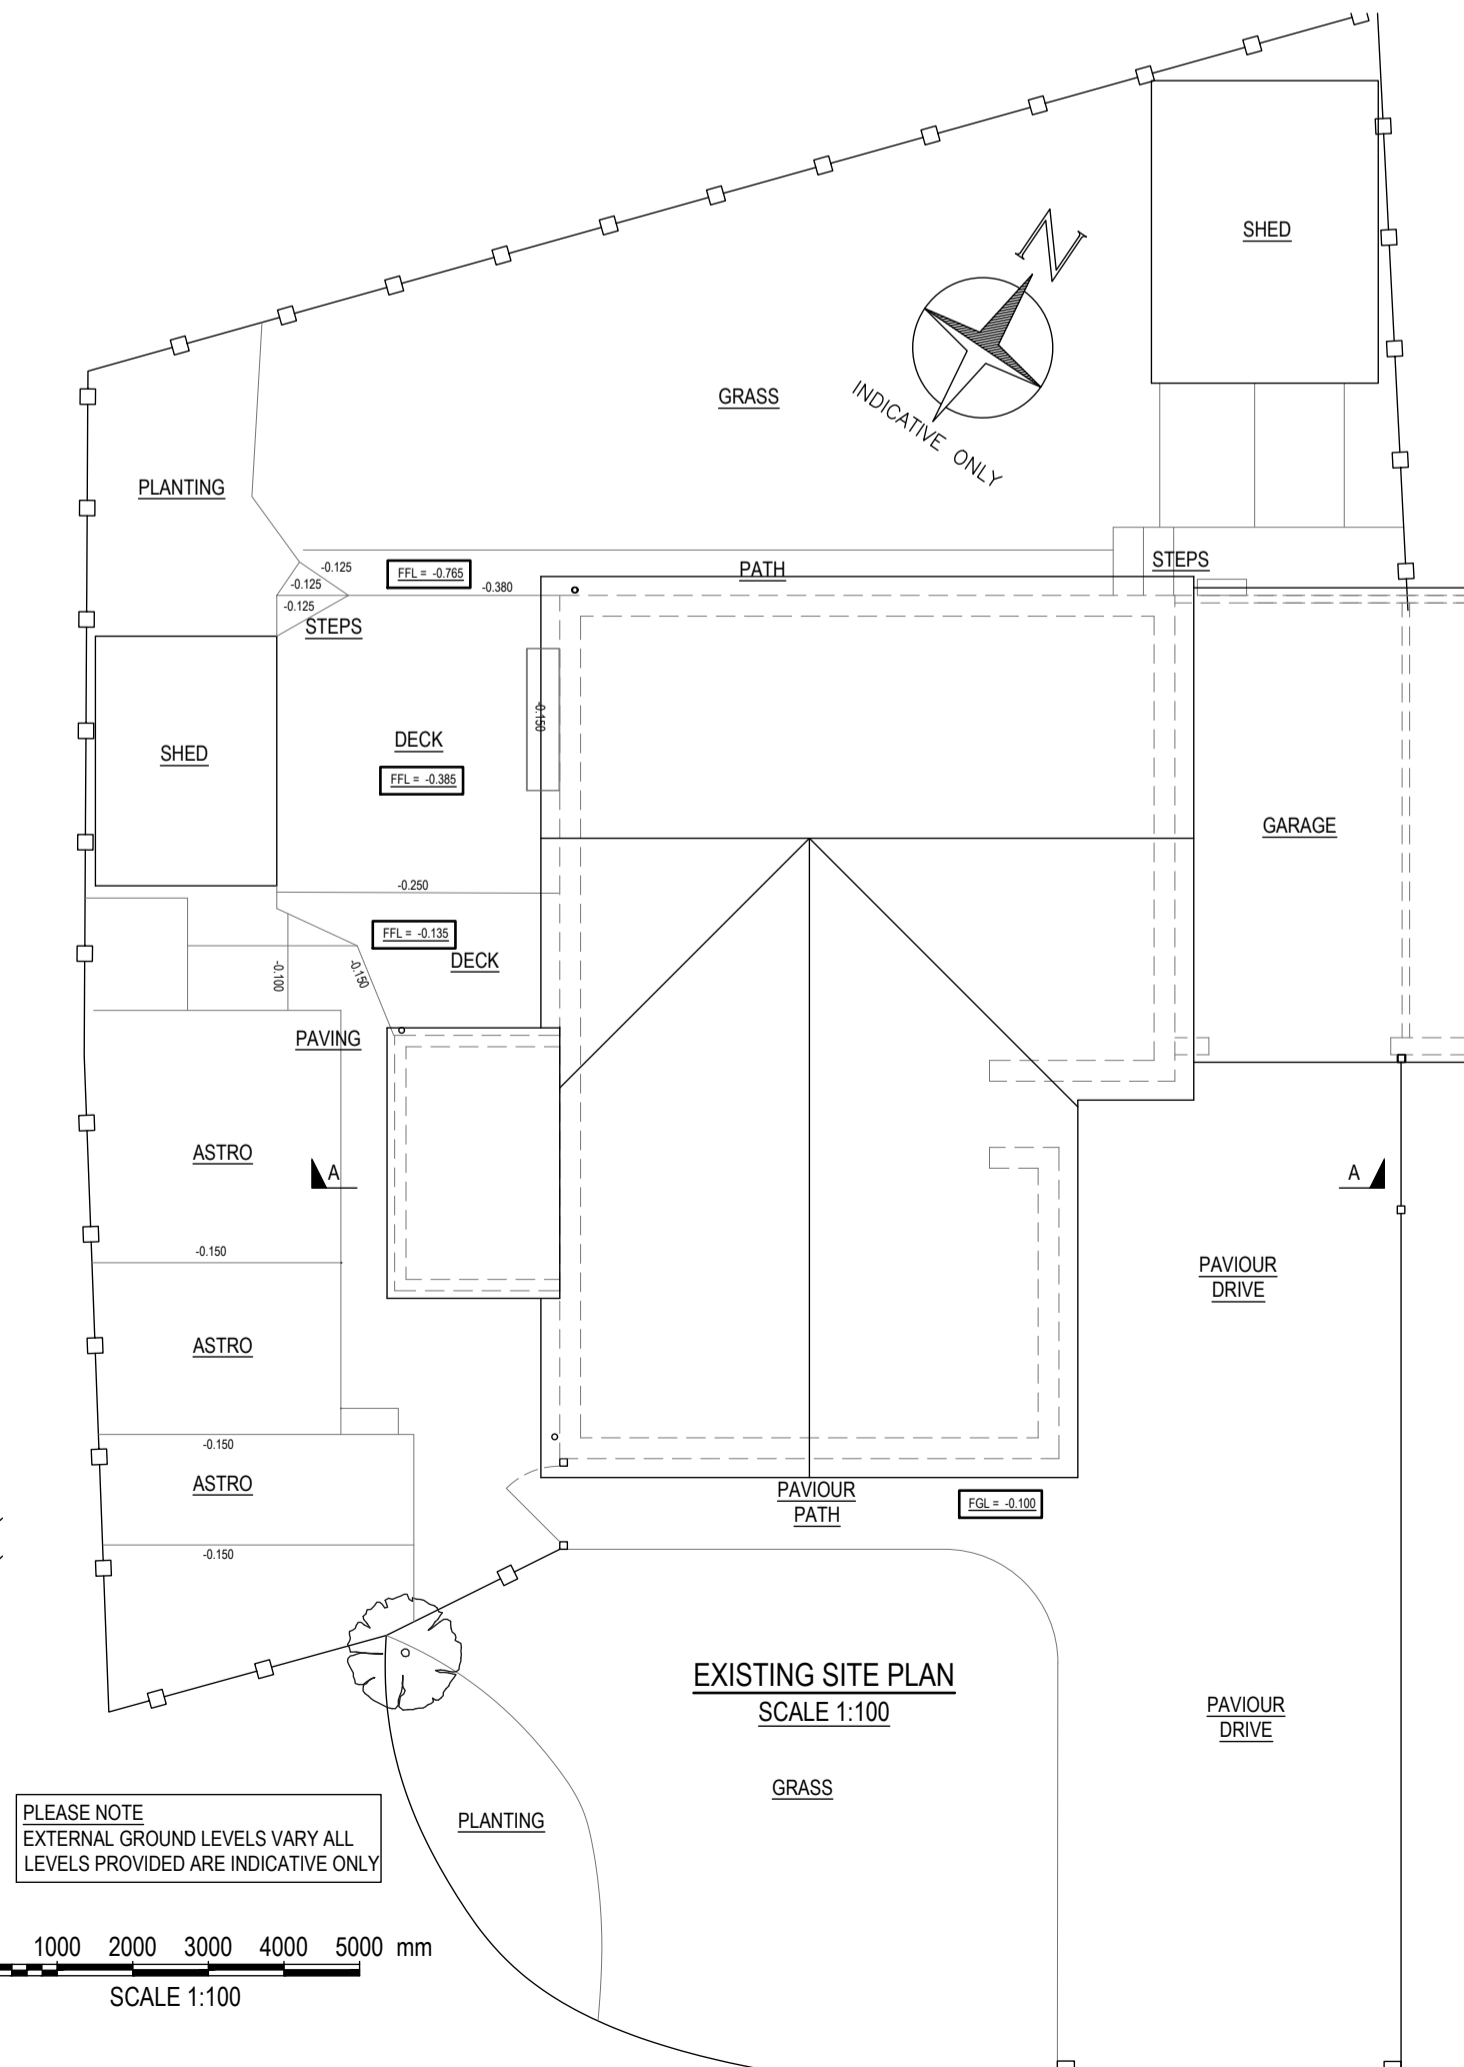 SHED
N
GRASS
INDICATIVE ONLY
PLANTING
-0.125
-0.125
-0.125
FFL = -0.765
-0.380
PATH
STEPS
STEPS
-0.150
SHED
DECK
FFL = -0.385
GARAGE
-0.250
FFL = -0.135
DECK
-0.100
-0.150
PAVING
ASTRO
A
A
-0.150
PAVIOUR
DRIVE
ASTRO
-0.150
ASTRO
PAVIOUR
PATH
FGL = -0.100
-0.150
EXISTING SITE PLAN
SCALE 1:100
PAVIOUR
DRIVE
GRASS
PLANTING
PLEASE NOTE
EXTERNAL GROUND LEVELS VARY ALL
LEVELS PROVIDED ARE INDICATIVE ONLY
1000 2000 3000 4000 5000 mm
SCALE 1:100